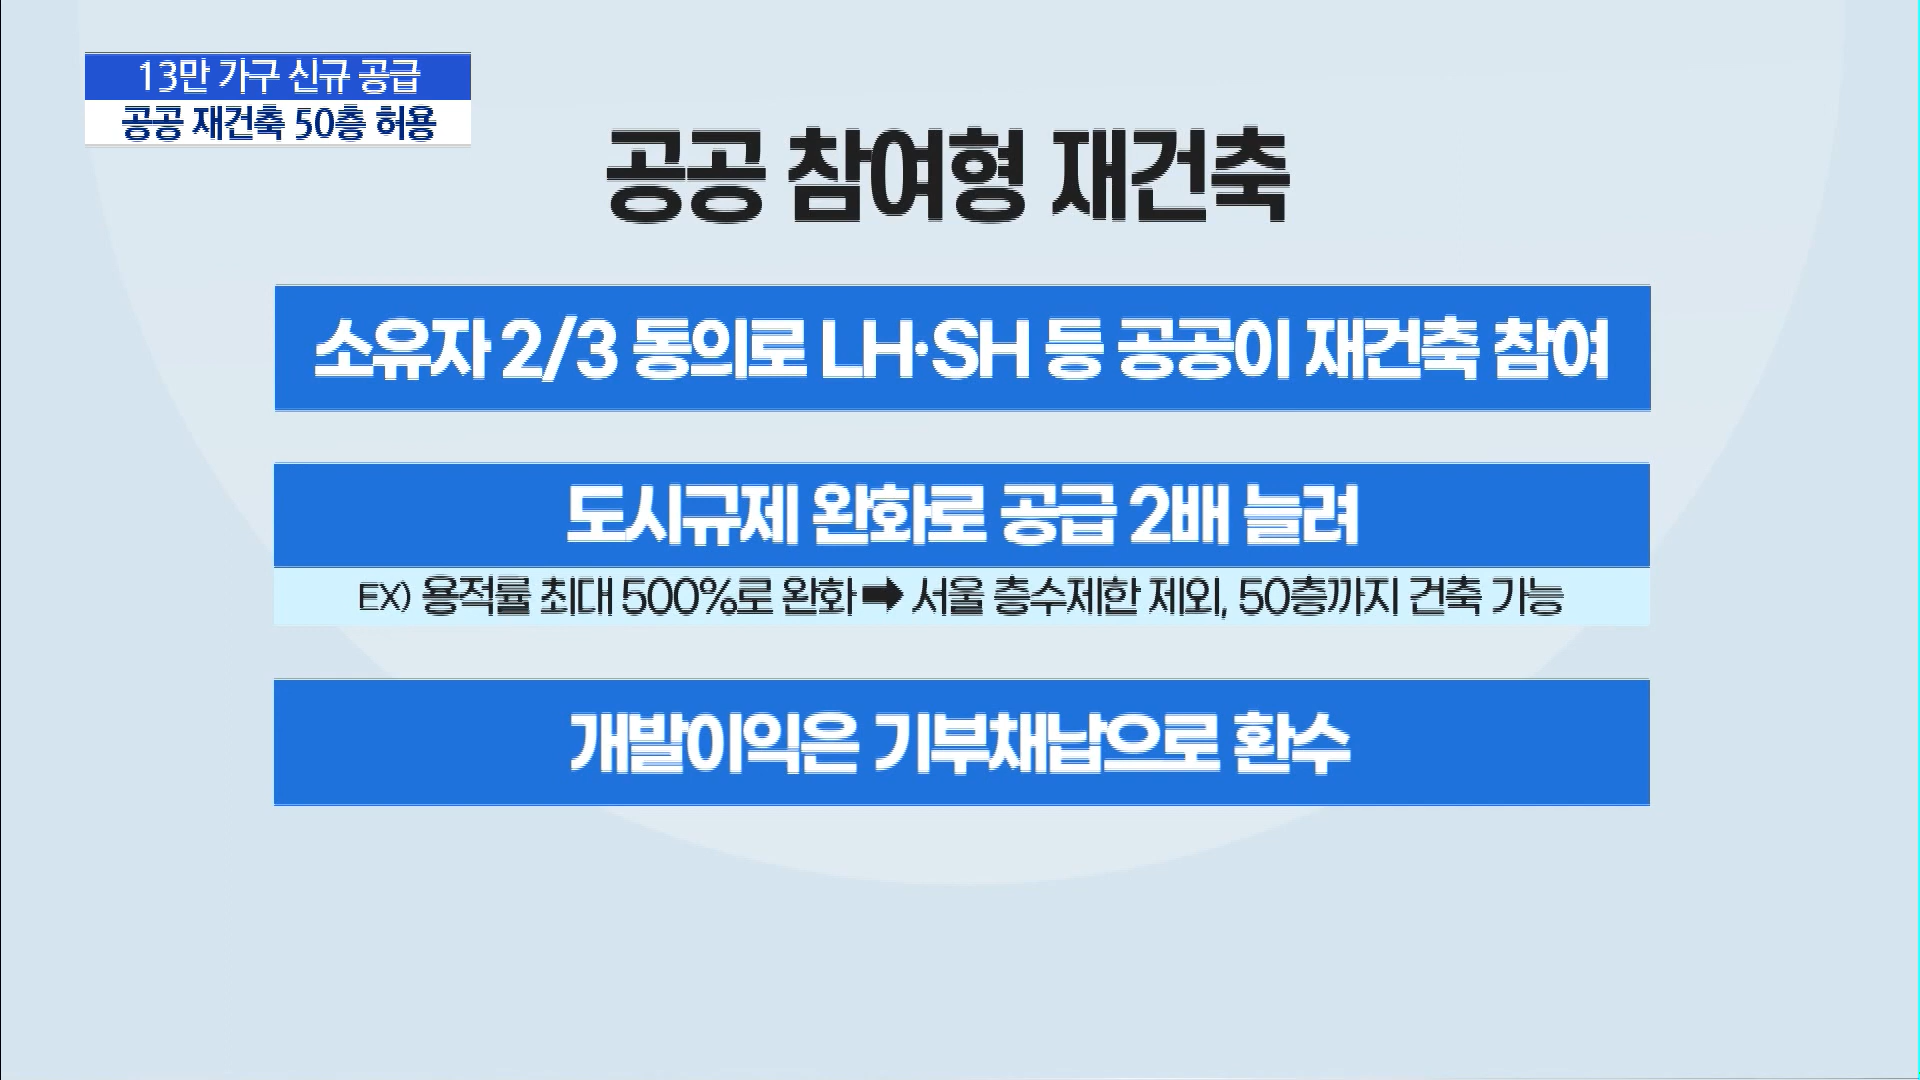 13만 가구 신규 공급
공공 재건축 50층 허용
공공 참여형 재건축
소유자 2/3 동의로 LH·SH 등 공공이 재건축 참여
도시규제 완화로 공급 2배 늘려
EX) 용적률 최대 500%로 완화 ➡ 서울 층수제한 제외, 50층까지 건축 가능
개발이익은 기부채납으로 환수